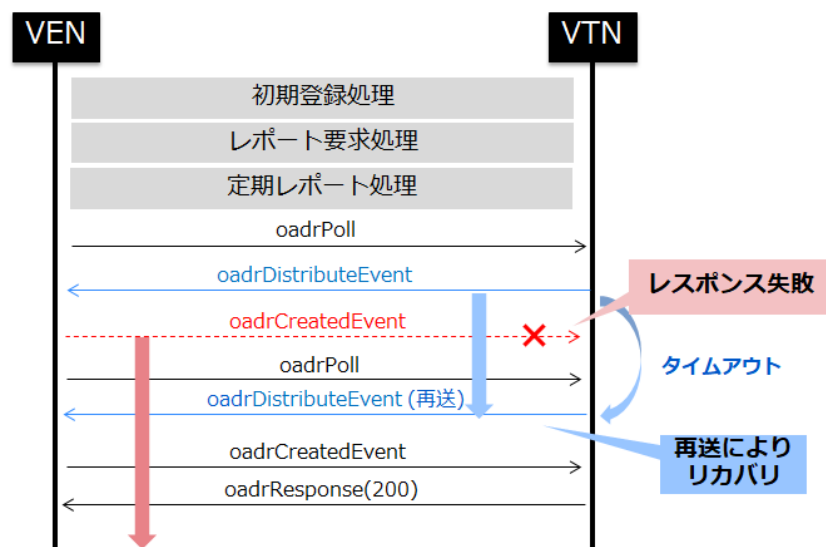 VEN
VTN
初期登録処理
レポート要求処理
定期レポート処理
oadrPoll
oadrDistributeEvent
レスポンス失敗
oadrCreatedEvent
oadrPoll
タイムアウト
oadrDistributeEvent (再送)
oadrCreatedEvent
再送により
リカバリ
oadrResponse(200)